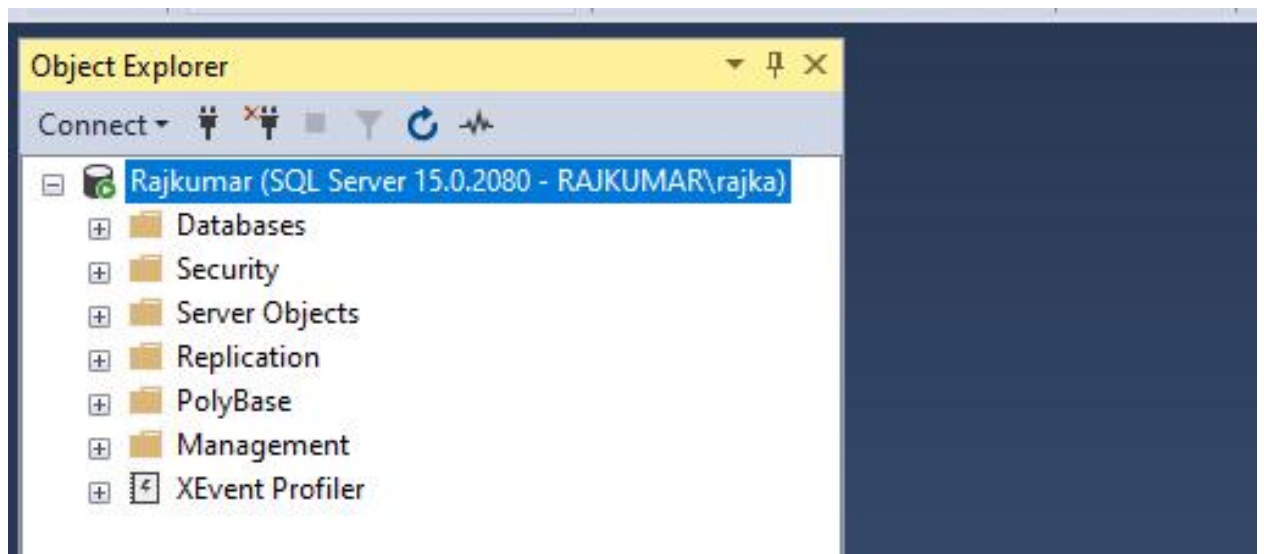 Object Explorer
Connect
Rajkumar (SQL Server 15.0.2080 - RAJKUMAR\rajka)
Databases
Security
Server Objects
Replication
PolyBase
Management
XEvent Profiler